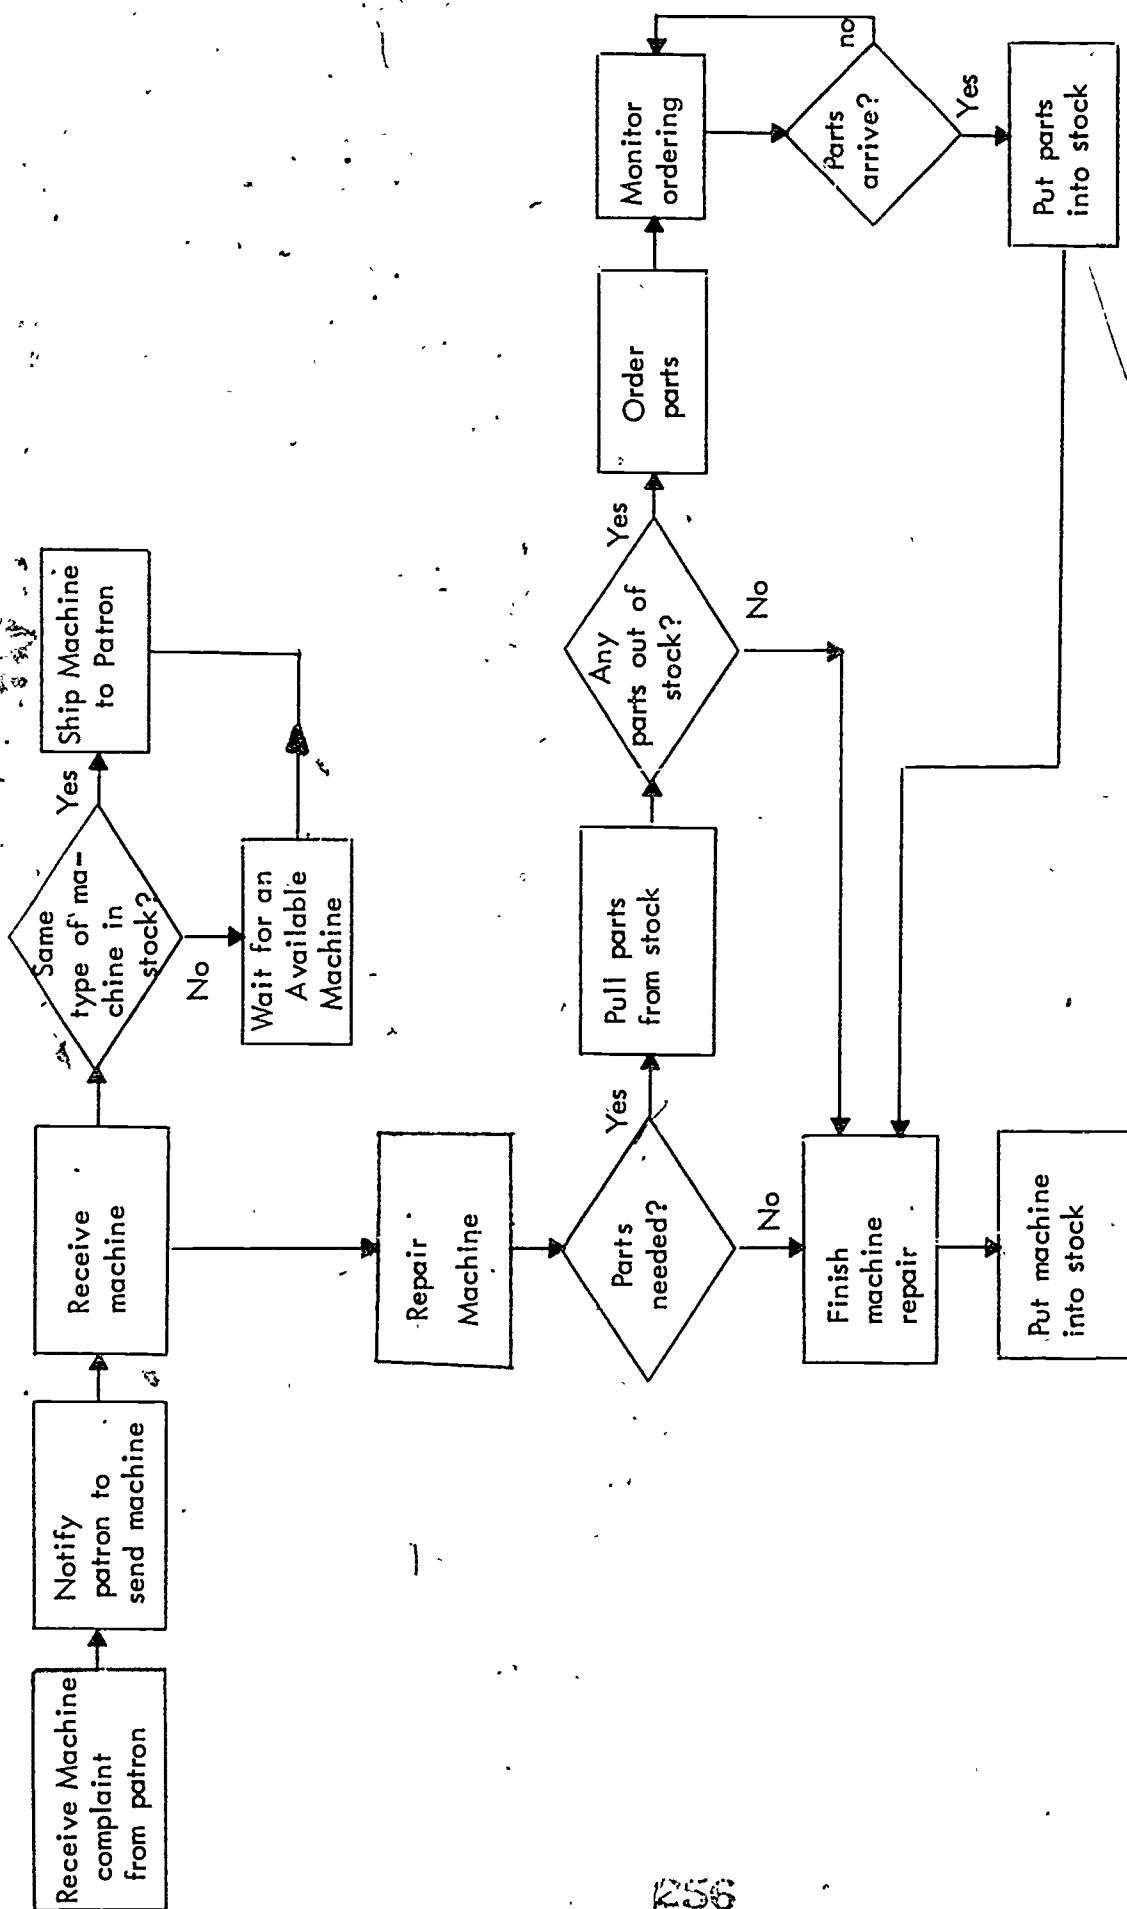 Receive Machine
complaint
from patron
Notify
patron to
send machine
Receive
machine
Same
type of ma-
chine in
stock?
Yes
Ship Machine
to Patron
No
Wait for an
Available
Machine
Repair
Machine
Parts
needed?
Yes
Pull parts
from stock
Any
parts out of
stock?
Yes
Order
parts
Monitor
ordering
Parts
arrive?
no
Yes
Put parts
into stock
No
No
Finish
machine
repair
Put machine
into stock